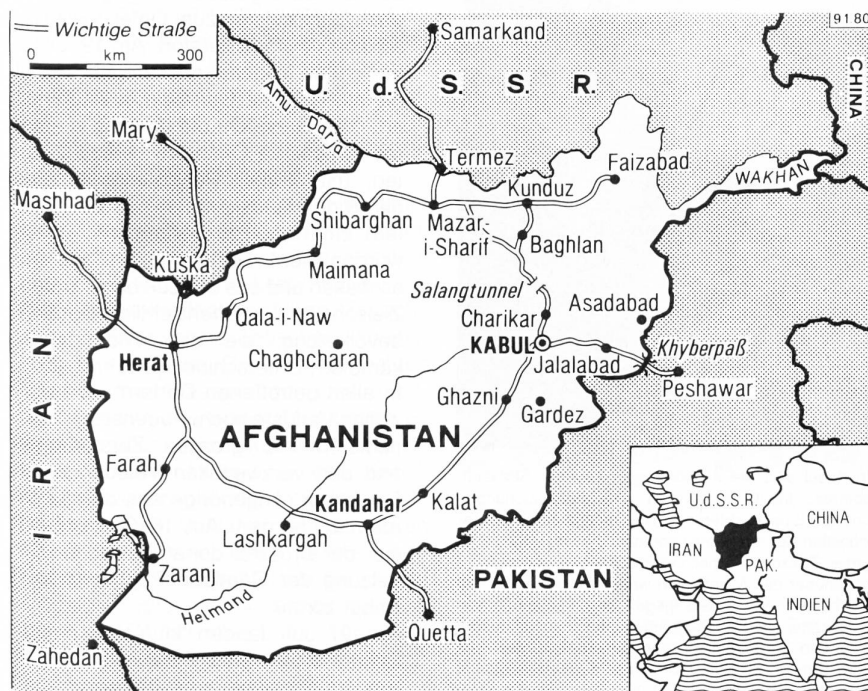 Wichtige Straße
0 km 300
91 80
Samarkand
U. d. S. S. R.
CHINA
Amu Darja
Mary
Termez
Faizabad
WAKHAN
Mashhad
Kunduz
Shibarghan
Mazar-
i-Sharif
Baghlan
Kuška
Maimana
Salangtunnel
Asadabad
Qala-i-Naw
Charikar
Herat
Chaghcharan
KABUL
Khyberpaß
Jalalabad
Peshawar
IRAN
Ghazni
Gardez
AFGHANISTAN
Farah
Kandahar
Kalat
Lashkargah
Zaranj
PAKISTAN
Helmand
Quetta
Zahedan
U.d.S.S.R.
CHINA
IRAN
PAK.
INDIEN